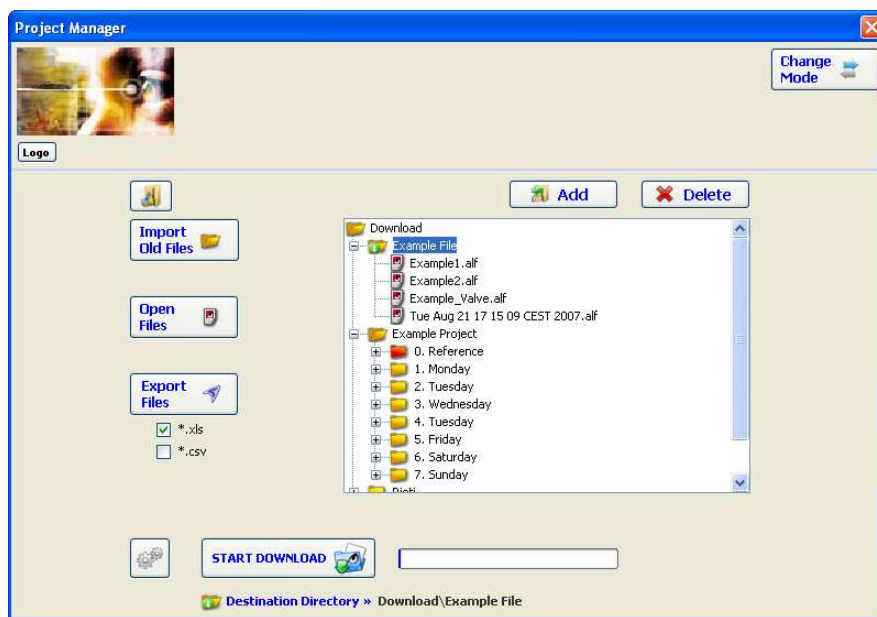 Project Manager
Change
Mode
Logo
Add
Delete
Import
Old Files
Download
Example File
Example1.alf
Example2.alf
Example_Valve.alf
Tue Aug 21 17 15 09 CEST 2007.alf
Open
Files
Example Project
0. Reference
1. Monday
2. Tuesday
3. Wednesday
4. Tuesday
5. Friday
6. Saturday
7. Sunday
Export
Files
*.xls
*.csv
START DOWNLOAD
Destination Directory » Download\Example File